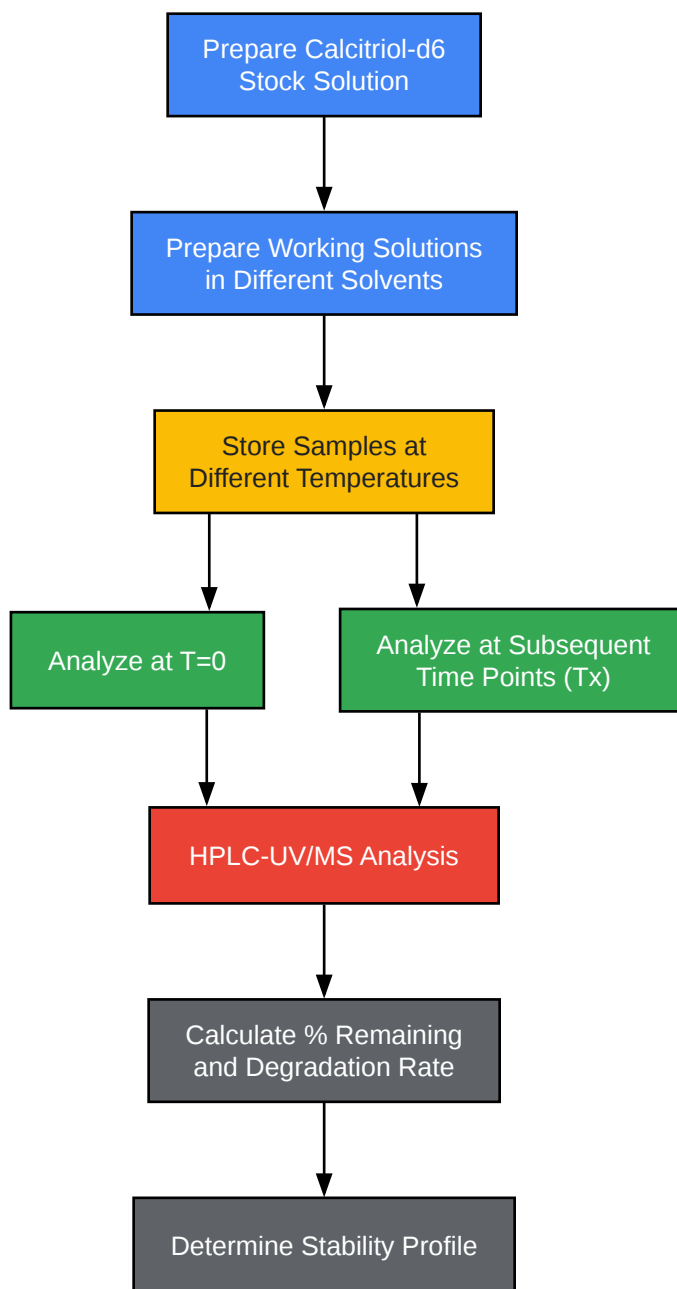 Prepare Calcitriol-d6
Stock Solution
Prepare Working Solutions
in Different Solvents
Store Samples at
Different Temperatures
Analyze at T=0
Analyze at Subsequent
Time Points (Tx)
HPLC-UV/MS Analysis
Calculate % Remaining
and Degradation Rate
Determine Stability Profile